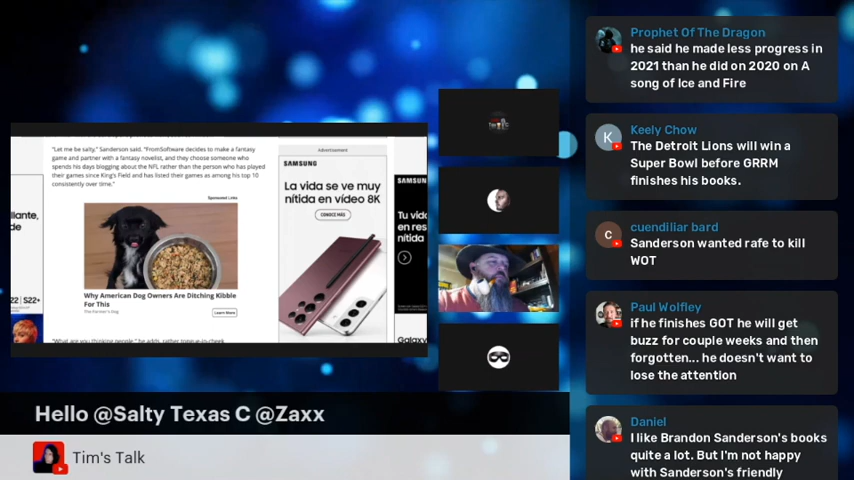 "Let me be salty," Sanderson said. "FromSoftware decides to make a fantasy
game and partner with a fantasy novelist, and they choose someone who
spends his days blogging about the NFL rather than the person who has played
their games since King's Field and has listed their games as among his top 10
consistently over time."
Sponsored Links
Why American Dog Owners Are Ditching Kibble
For This
The Farmer's Dog
Learn More
"What are you thinking people," he adds, rather tongue-in-cheek
22 | S22+
Advertisement
SAMSUNG
La vida se ve muy
nítida en vídeo 8K
CONOCE MÁS
SAMSUN
Tu vid
en res
nítida
Galaxy
Hello @Salty Texas C @Zaxx
Tim's Talk
Prophet Of The Dragon
he said he made less progress in
2021 than he did on 2020 on A
song of Ice and Fire
K
Keely Chow
The Detroit Lions will win a
Super Bowl before GRRM
finishes his books.
C
cuendiliar bard
Sanderson wanted rafe to kill
WOT
Paul Wolfley
if he finishes GOT he will get
buzz for couple weeks and then
forgotten... he doesn't want to
lose the attention
Daniel
I like Brandon Sanderson's books
quite a lot. But I'm not happy
with Sanderson's friendly